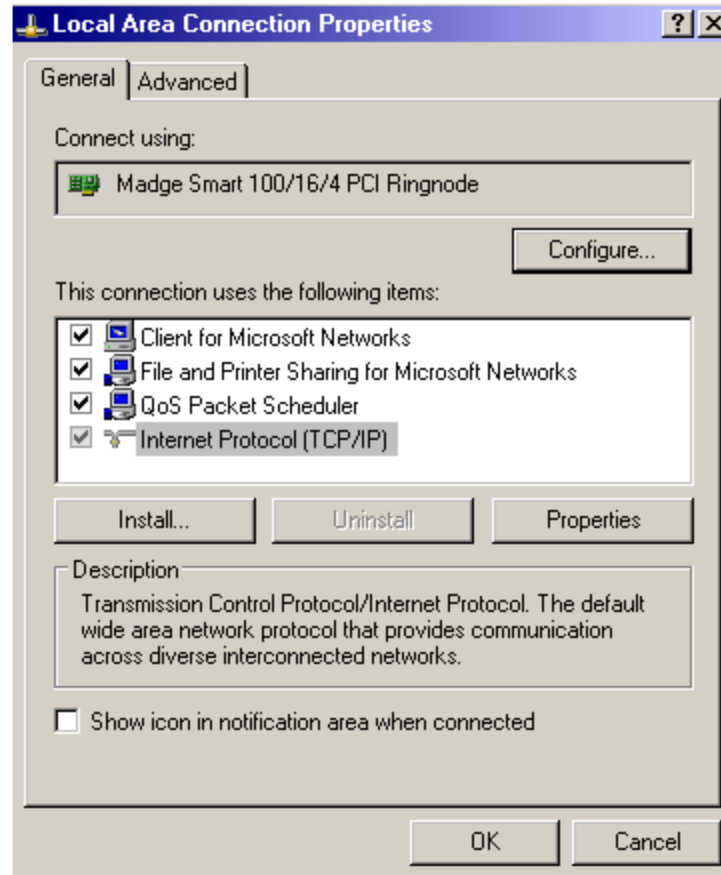 Local Area Connection Properties
General
Advanced
Connect using:
Madge Smart 100/16/4 PCI Ringnode
Configure...
This connection uses the following items:
Client for Microsoft Networks
File and Printer Sharing for Microsoft Networks
QoS Packet Scheduler
Internet Protocol (TCP/IP)
Install...
Uninstall
Properties
Description
Transmission Control Protocol/Internet Protocol. The default
wide area network protocol that provides communication
across diverse interconnected networks.
Show icon in notification area when connected
OK
Cancel